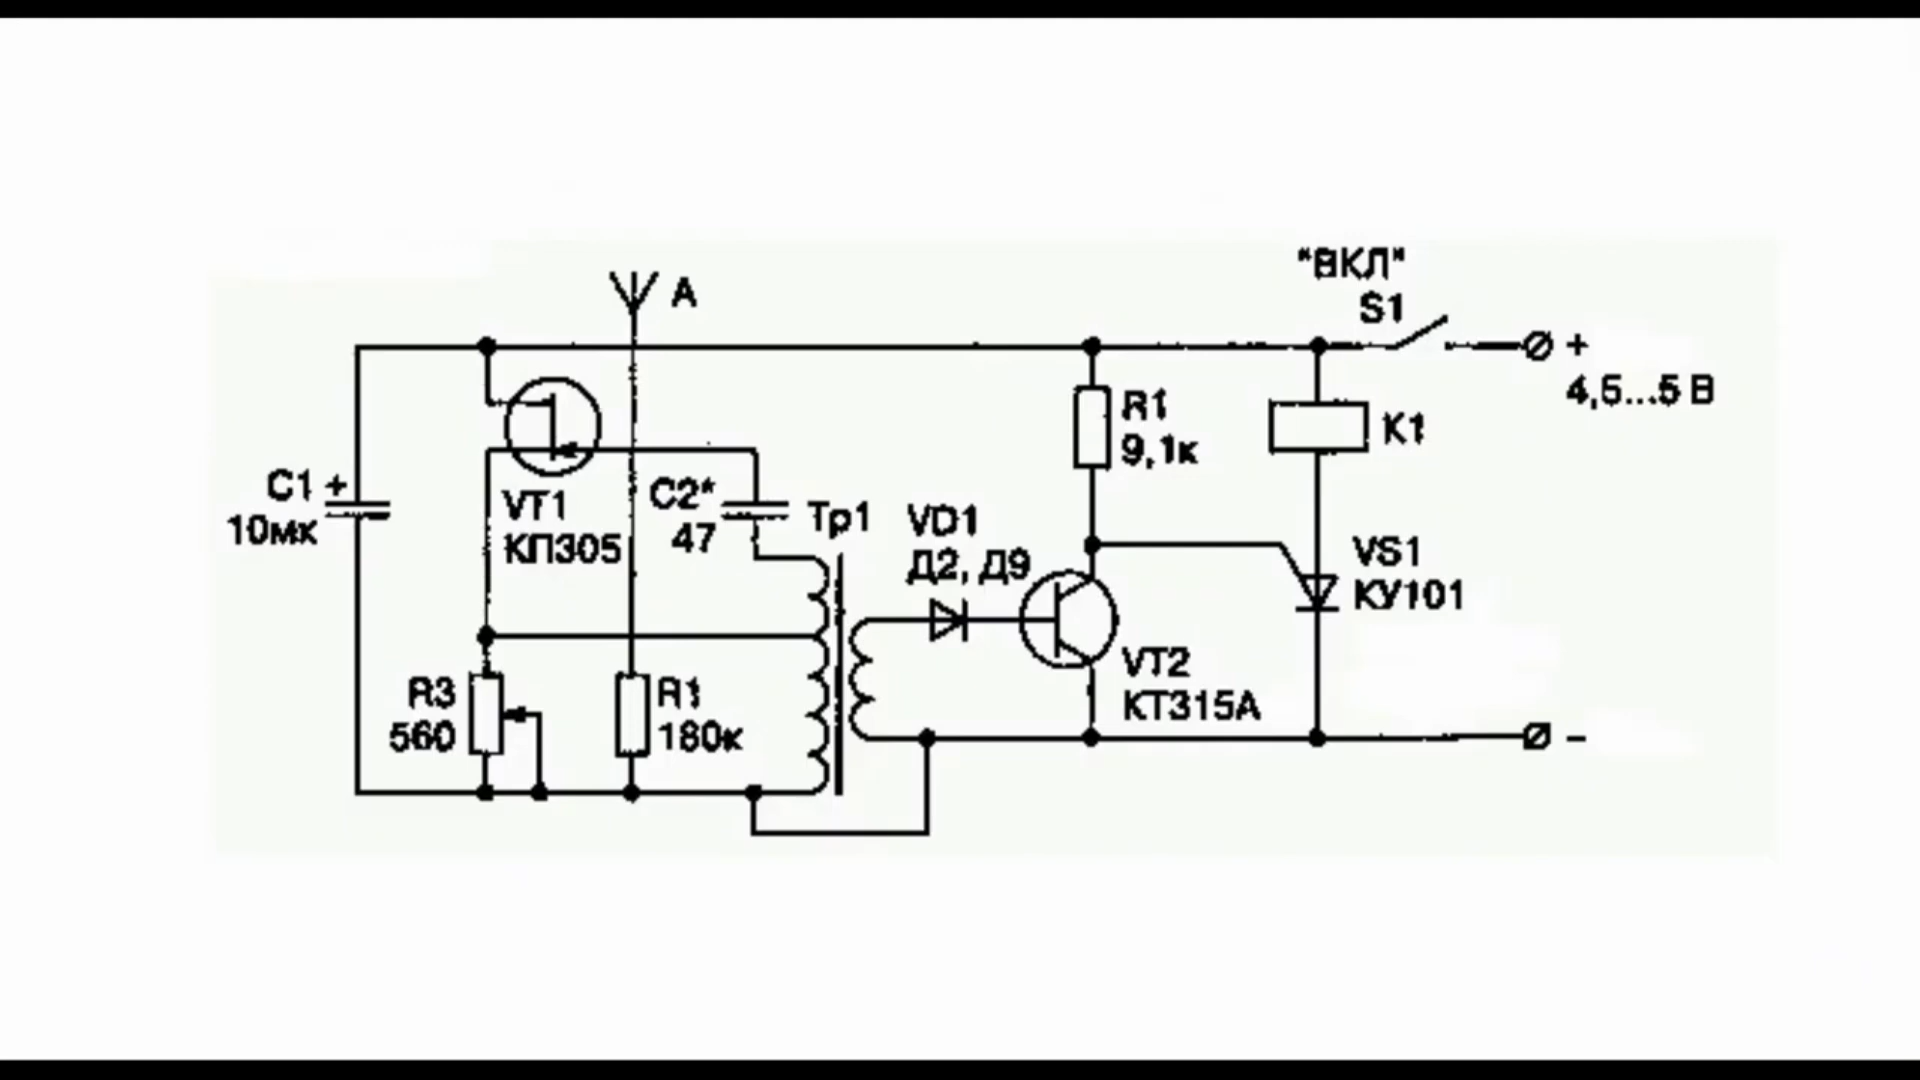 "ВКЛ"
S1
A
+
4,5...5 В
R1
9,1к
K1
C1 +
10мк
VT1
КП305
C2*
47
Тр1
VD1
Д2, Д9
VS1
КУ101
VT2
КТ315А
R3
560
R1
180к
−